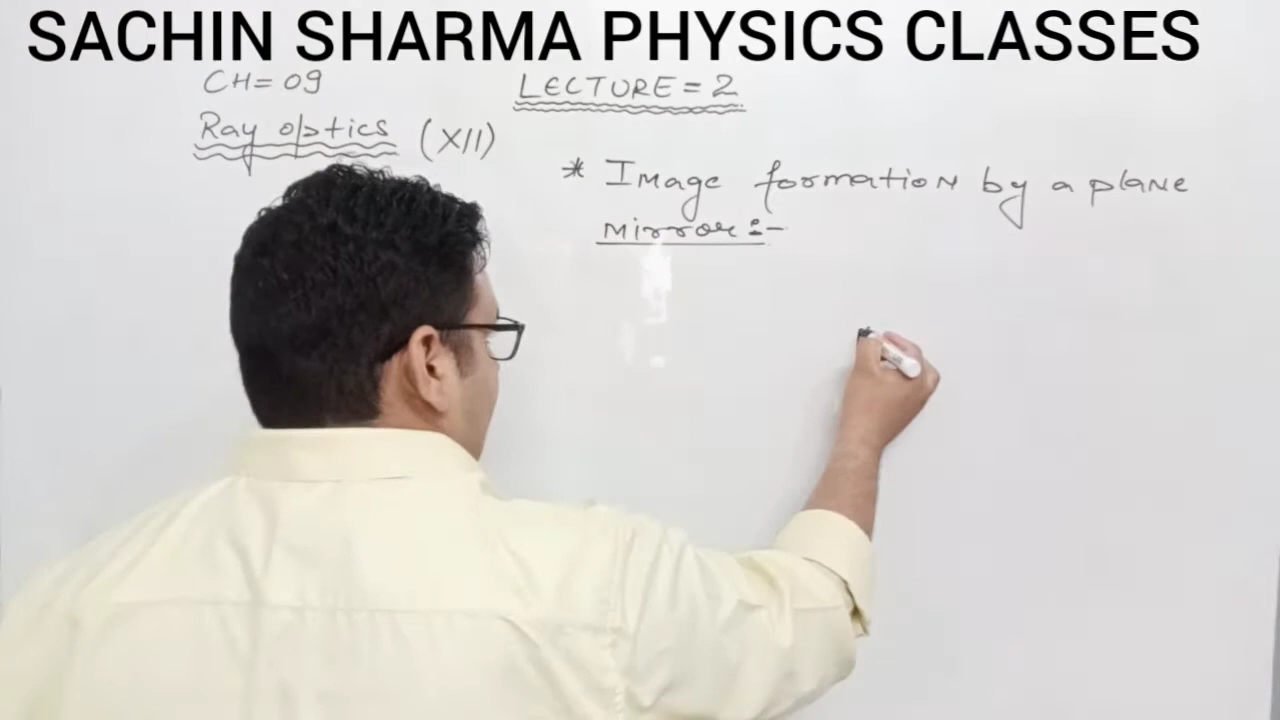 SACHIN SHARMA PHYSICS CLASSES
CH=09
LECTURE = 2
Ray optics (XII)
* Image formation by a plane
mirror :-